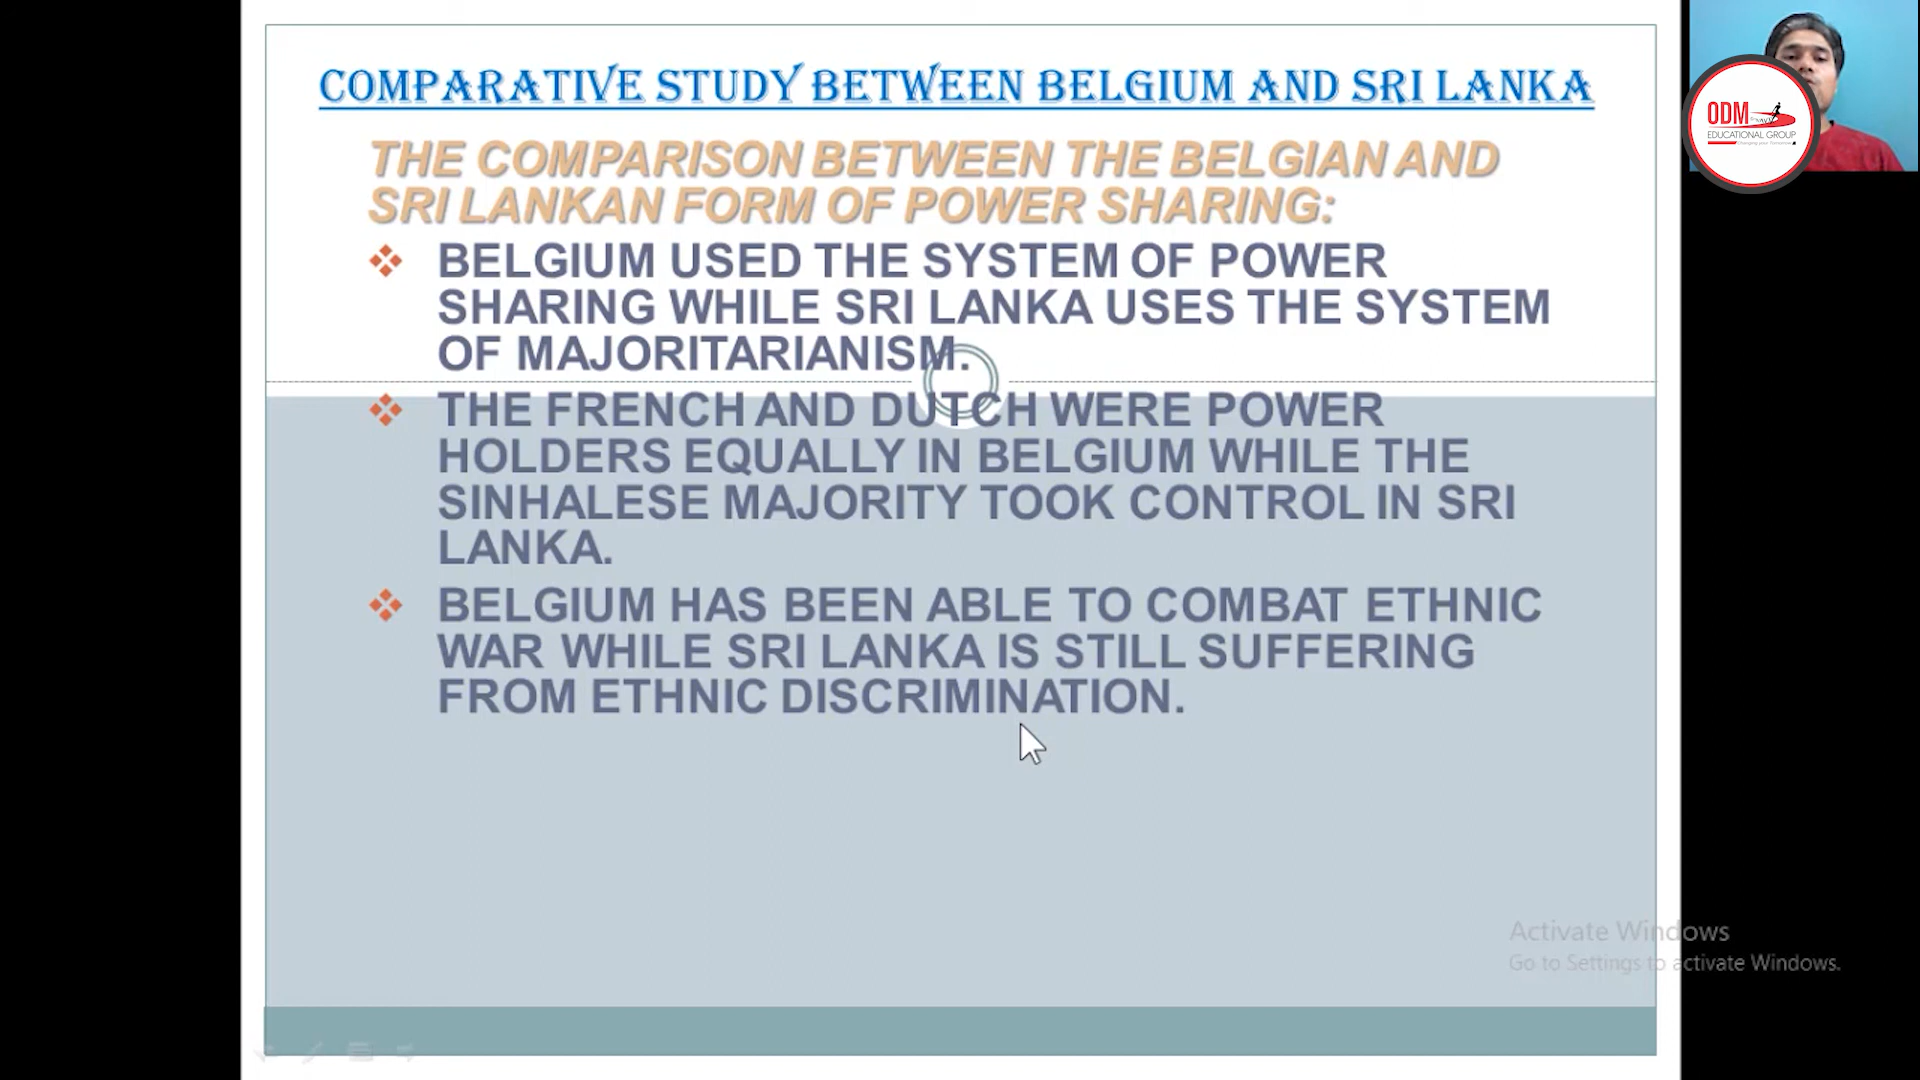 COMPARATIVE STUDY BETWEEN BELGIUM AND SRI LANKA
THE COMPARISON BETWEEN THE BELGIAN AND
SRI LANKAN FORM OF POWER SHARING:
BELGIUM USED THE SYSTEM OF POWER
SHARING WHILE SRI LANKA USES THE SYSTEM
OF MAJORITARIANISM.
THE FRENCH AND DUTCH WERE POWER
HOLDERS EQUALLY IN BELGIUM WHILE THE
SINHALESE MAJORITY TOOK CONTROL IN SRI
LANKA.
BELGIUM HAS BEEN ABLE TO COMBAT ETHNIC
WAR WHILE SRI LANKA IS STILL SUFFERING
FROM ETHNIC DISCRIMINATION.
ODM
EDUCATIONAL GROUP
Changing your Tomorrow
Activate Windows
Go to Settings to activate Windows.